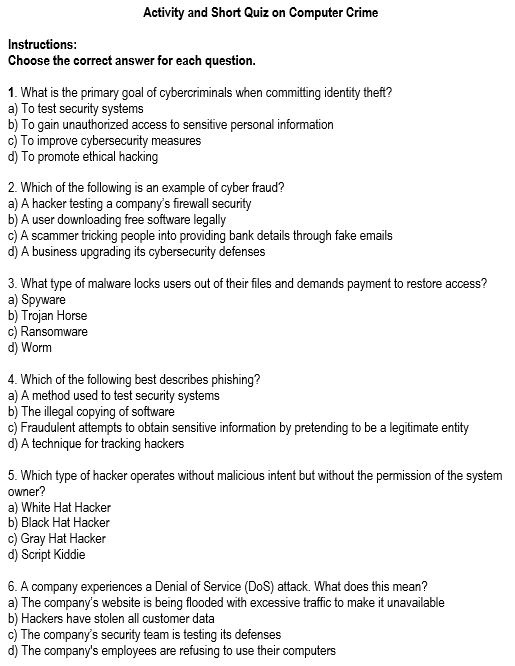 Activity and Short Quiz on Computer Crime
Instructions:
Choose the correct answer for each question.
1. What is the primary goal of cybercriminals when committing identity theft?
a) To test security systems
b) To gain unauthorized access to sensitive personal information
c) To improve cybersecurity measures
d) To promote ethical hacking
2. Which of the following is an example of cyber fraud?
a) A hacker testing a company's firewall security
b) A user downloading free software legally
c) A scammer tricking people into providing bank details through fake emails
d) A business upgrading its cybersecurity defenses
3. What type of malware locks users out of their files and demands payment to restore access?
a) Spyware
b) Trojan Horse
c) Ransomware
d) Worm
4. Which of the following best describes phishing?
a) A method used to test security systems
b) The illegal copying of software
c) Fraudulent attempts to obtain sensitive information by pretending to be a legitimate entity
d) A technique for tracking hackers
5. Which type of hacker operates without malicious intent but without the permission of the system
owner?
a) White Hat Hacker
b) Black Hat Hacker
c) Gray Hat Hacker
d) Script Kiddie
6. A company experiences a Denial of Service (DoS) attack. What does this mean?
a) The company's website is being flooded with excessive traffic to make it unavailable
b) Hackers have stolen all customer data
c) The company's security team is testing its defenses
d) The company's employees are refusing to use their computers